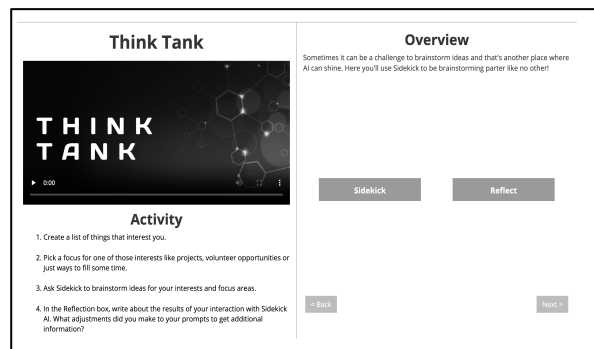 Think Tank
THINK
TANK
0:00
Activity
1. Create a list of things that interest you.
2. Pick a focus for one of those interests like projects, volunteer opportunities or
just ways to fill some time.
3. Ask Sidekick to brainstorm ideas for your interests and focus areas.
4. In the Reflection box, write about the results of your interaction with Sidekick
AI. What adjustments did you make to your prompts to get additional
information?
Overview
Sometimes it can be a challenge to brainstorm ideas and that's another place where
AI can shine. Here you'll use Sidekick to be brainstorming parter like no other!
Sidekick
Reflect
< Back
Next >